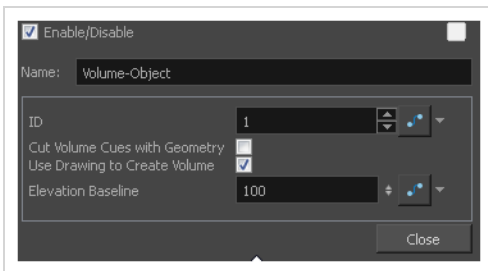 Enable/Disable
Name: Volume-Object
ID 1
Cut Volume Cues with Geometry
Use Drawing to Create Volume
Elevation Baseline 100
Close